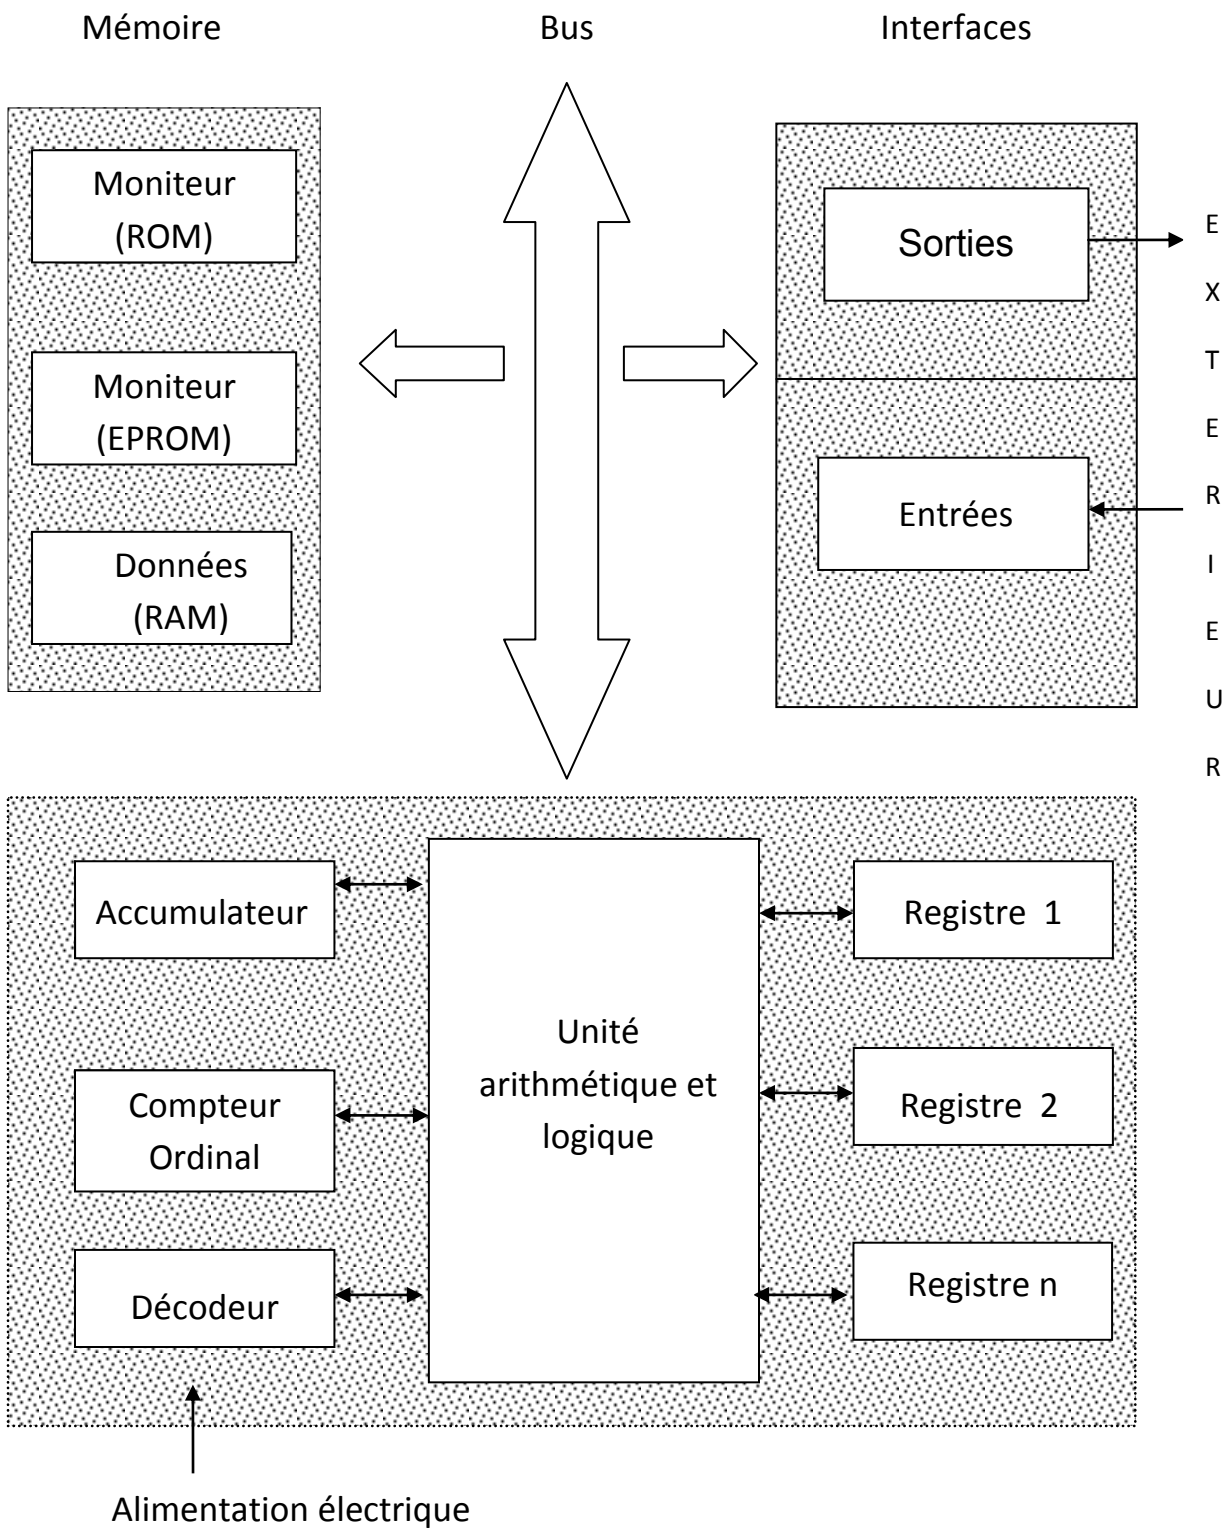 Mémoire
Bus
Interfaces
Moniteur
(ROM)
Moniteur
(EPROM)
Données
(RAM)
Sorties
Entrées
E
X
T
E
R
I
E
U
R
Accumulateur
Compteur
Ordinal
Décodeur
Unité
arithmétique et
logique
Registre 1
Registre 2
Registre n
Alimentation électrique